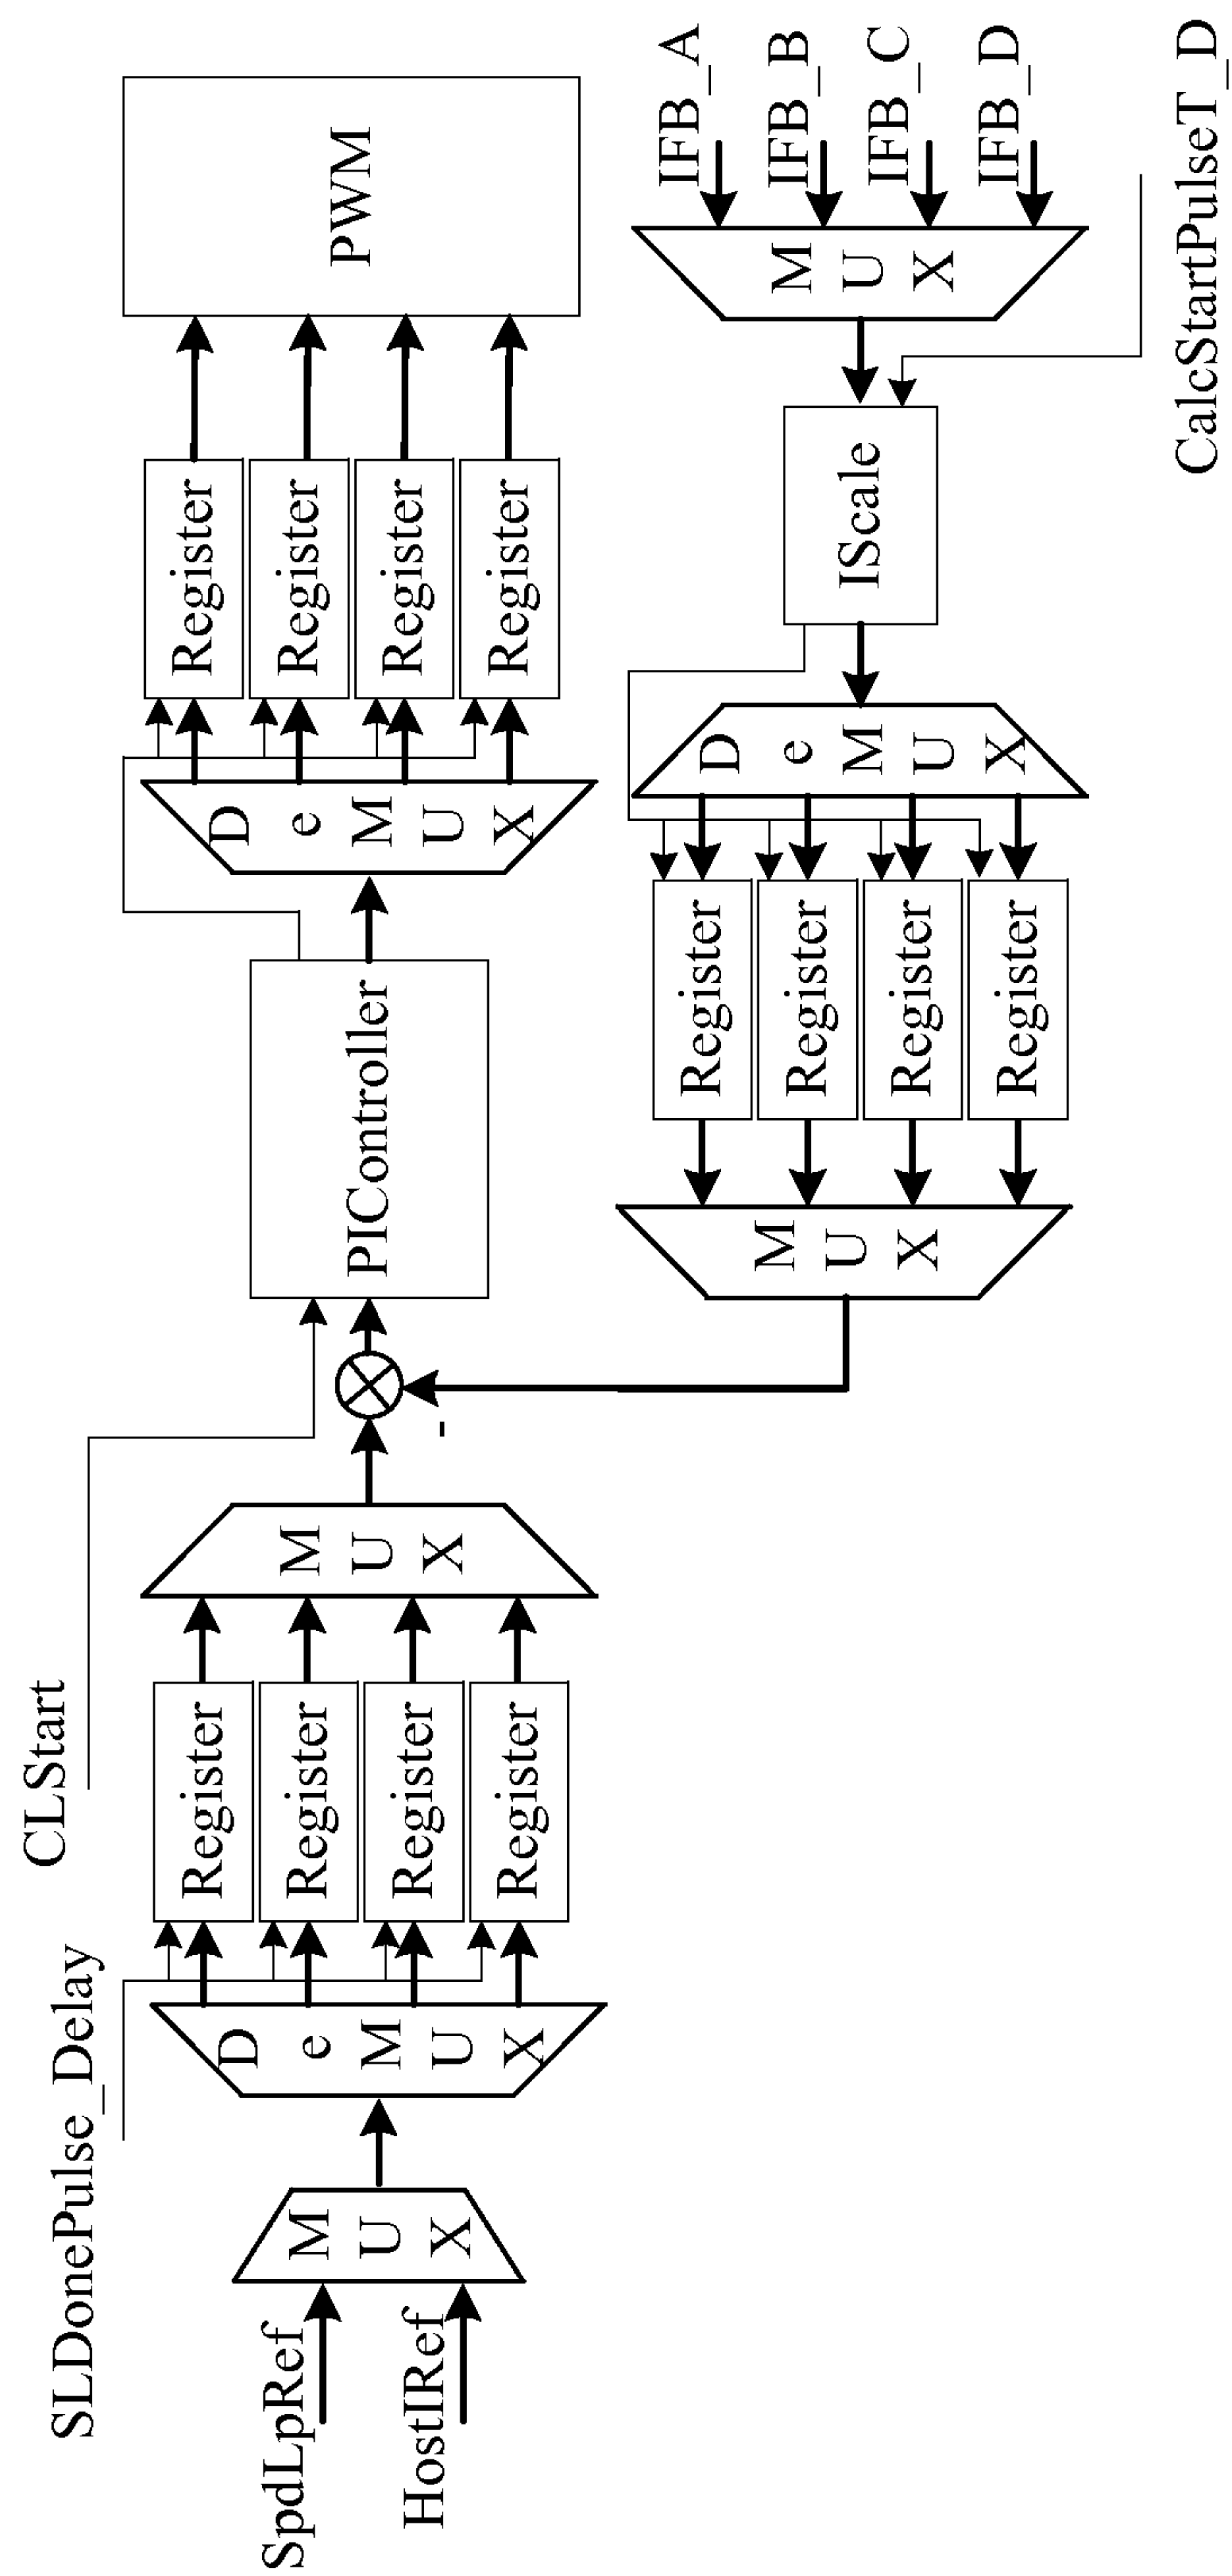 SLDonePulse_Delay
CLStart
SpdLpRef
HostIRef
MUX
DeMUX
Register
Register
Register
Register
MUX
-
PIController
DeMUX
Register
Register
Register
Register
PWM
MUX
Register
Register
Register
Register
DeMUX
IScale
MUX
IFB_A
IFB_B
IFB_C
IFB_D
CalcStartPulseT_D